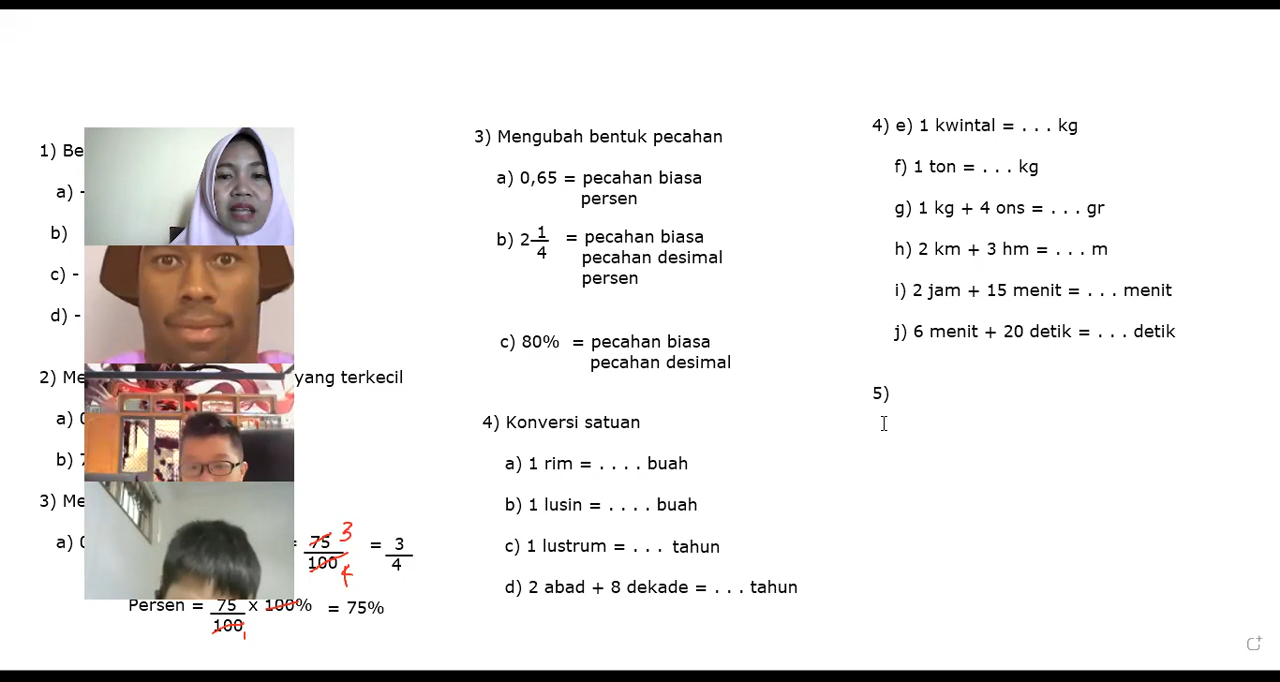 1) Be
a) -
b)
c) -
d) -
2) Me yang terkecil
a) 0
b) 7
3) Me
a) 0 = 75/100 3 4 = 3/4
Persen = 75/100 x 100% = 75%
1
3) Mengubah bentuk pecahan
a) 0,65 = pecahan biasa
persen
b) 2 1/4 = pecahan biasa
pecahan desimal
persen
c) 80% = pecahan biasa
pecahan desimal
4) Konversi satuan
a) 1 rim = . . . . buah
b) 1 lusin = . . . . buah
c) 1 lustrum = . . . tahun
d) 2 abad + 8 dekade = . . . tahun
4) e) 1 kwintal = . . . kg
f) 1 ton = . . . kg
g) 1 kg + 4 ons = . . . gr
h) 2 km + 3 hm = . . . m
i) 2 jam + 15 menit = . . . menit
j) 6 menit + 20 detik = . . . detik
5)